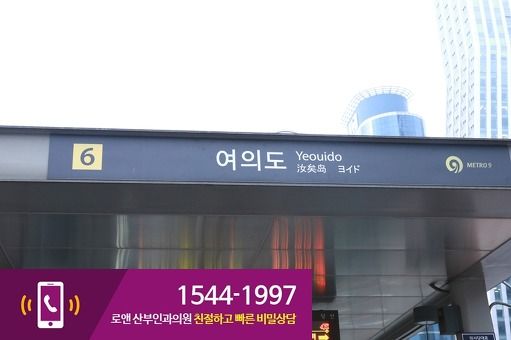 6
여의도
Yeouido
汝矣岛 ヨイド
METRO 9
1544-1997
로앤 산부인과의원 친절하고 빠른 비밀상담